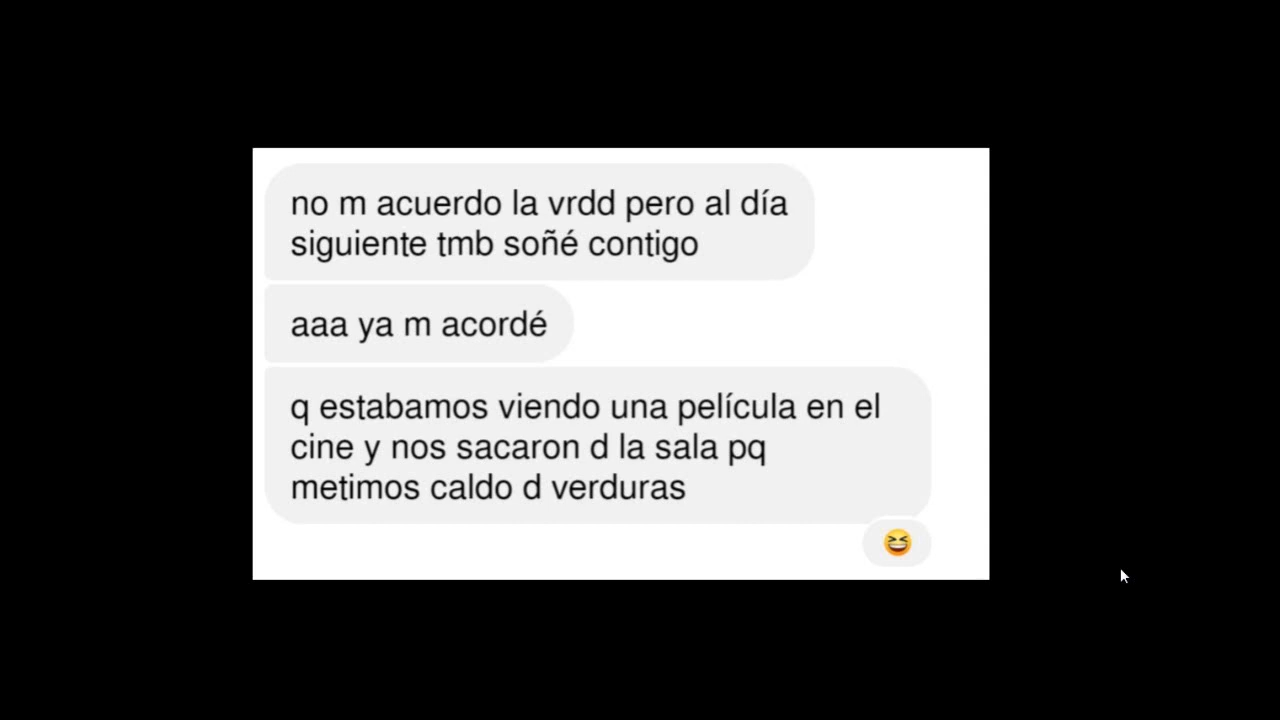 no m acuerdo la vrdd pero al día
siguiente tmb soñé contigo
aaa ya m acordé
q estabamos viendo una película en el
cine y nos sacaron d la sala pq
metimos caldo d verduras